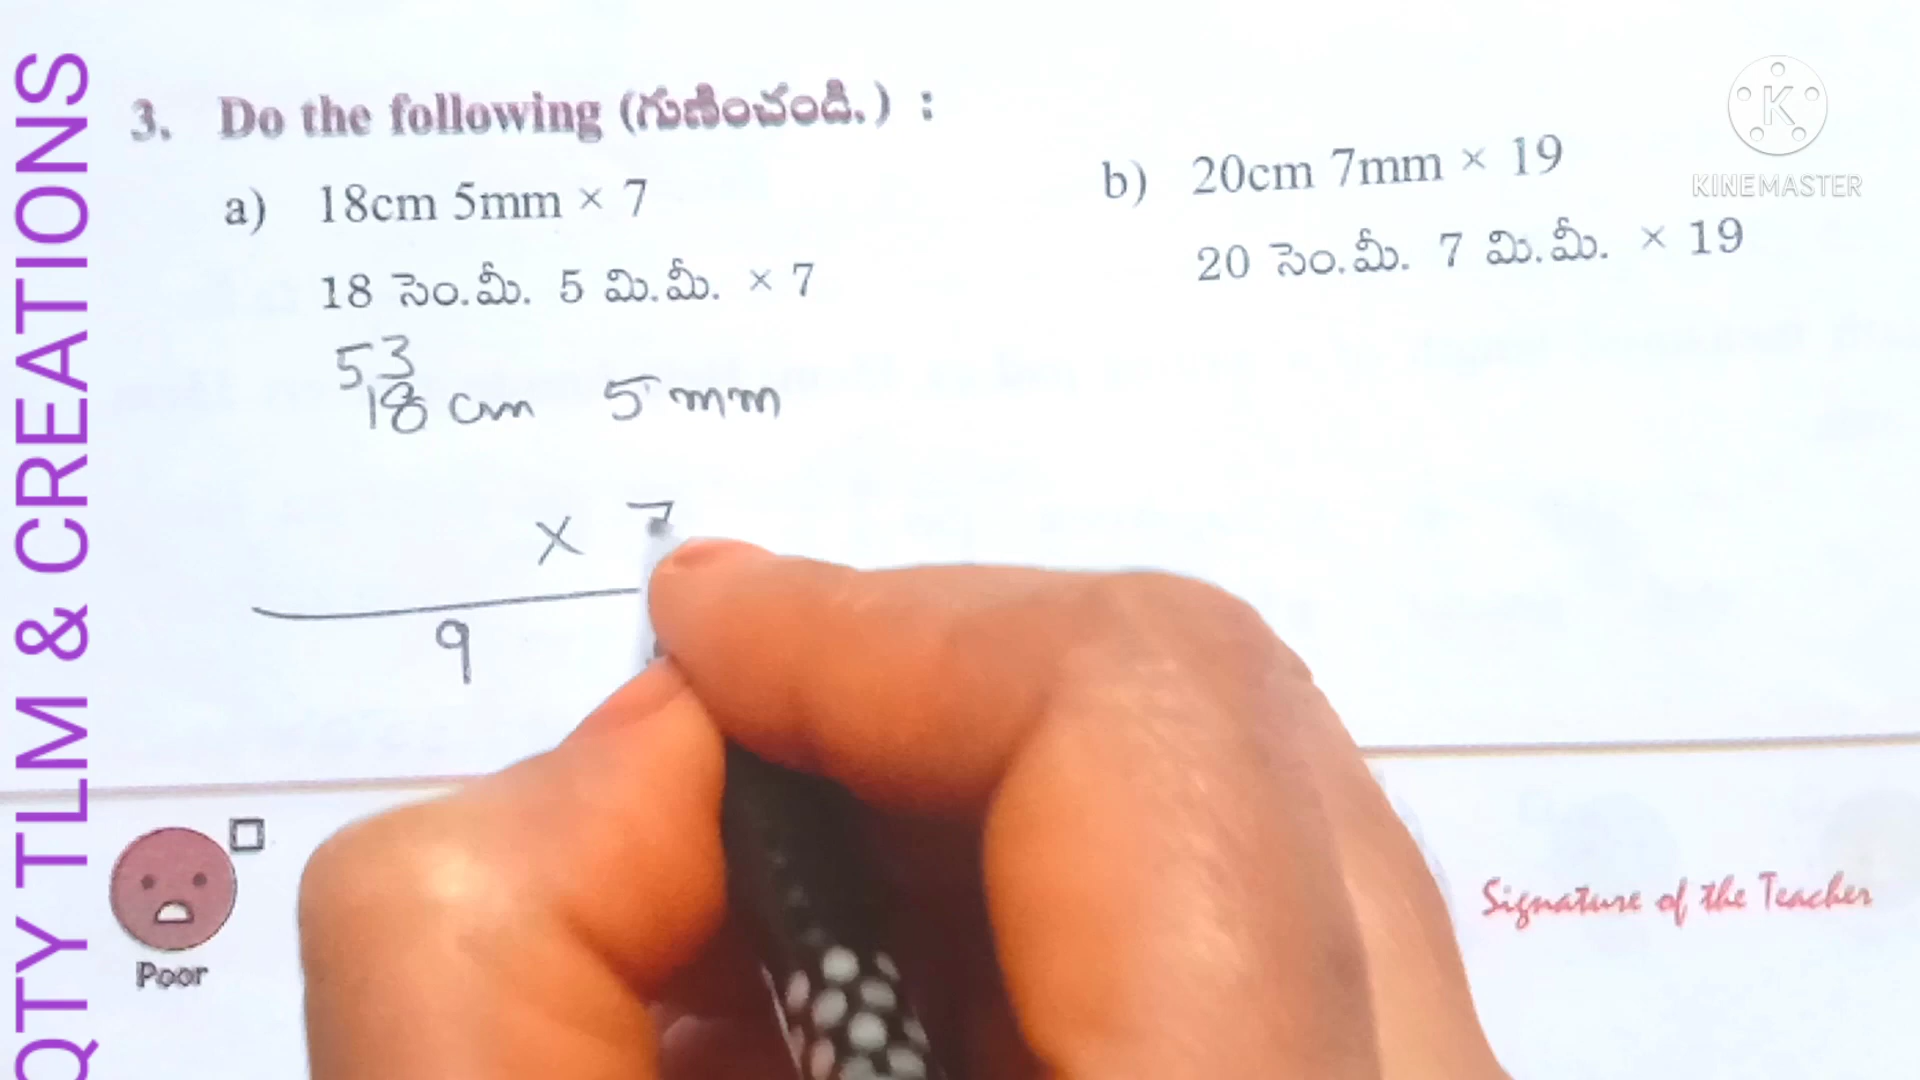 QTY TLM & CREATIONS
3. Do the following (గుణించండి.) :
a) 18cm 5mm × 7
18 సెం.మీ. 5 మి.మీ. × 7
b) 20cm 7mm × 19
20 సెం.మీ. 7 మి.మీ. × 19
KINEMASTER
53
18 cm 5 mm
× 7
9
Poor
Signature of the Teacher